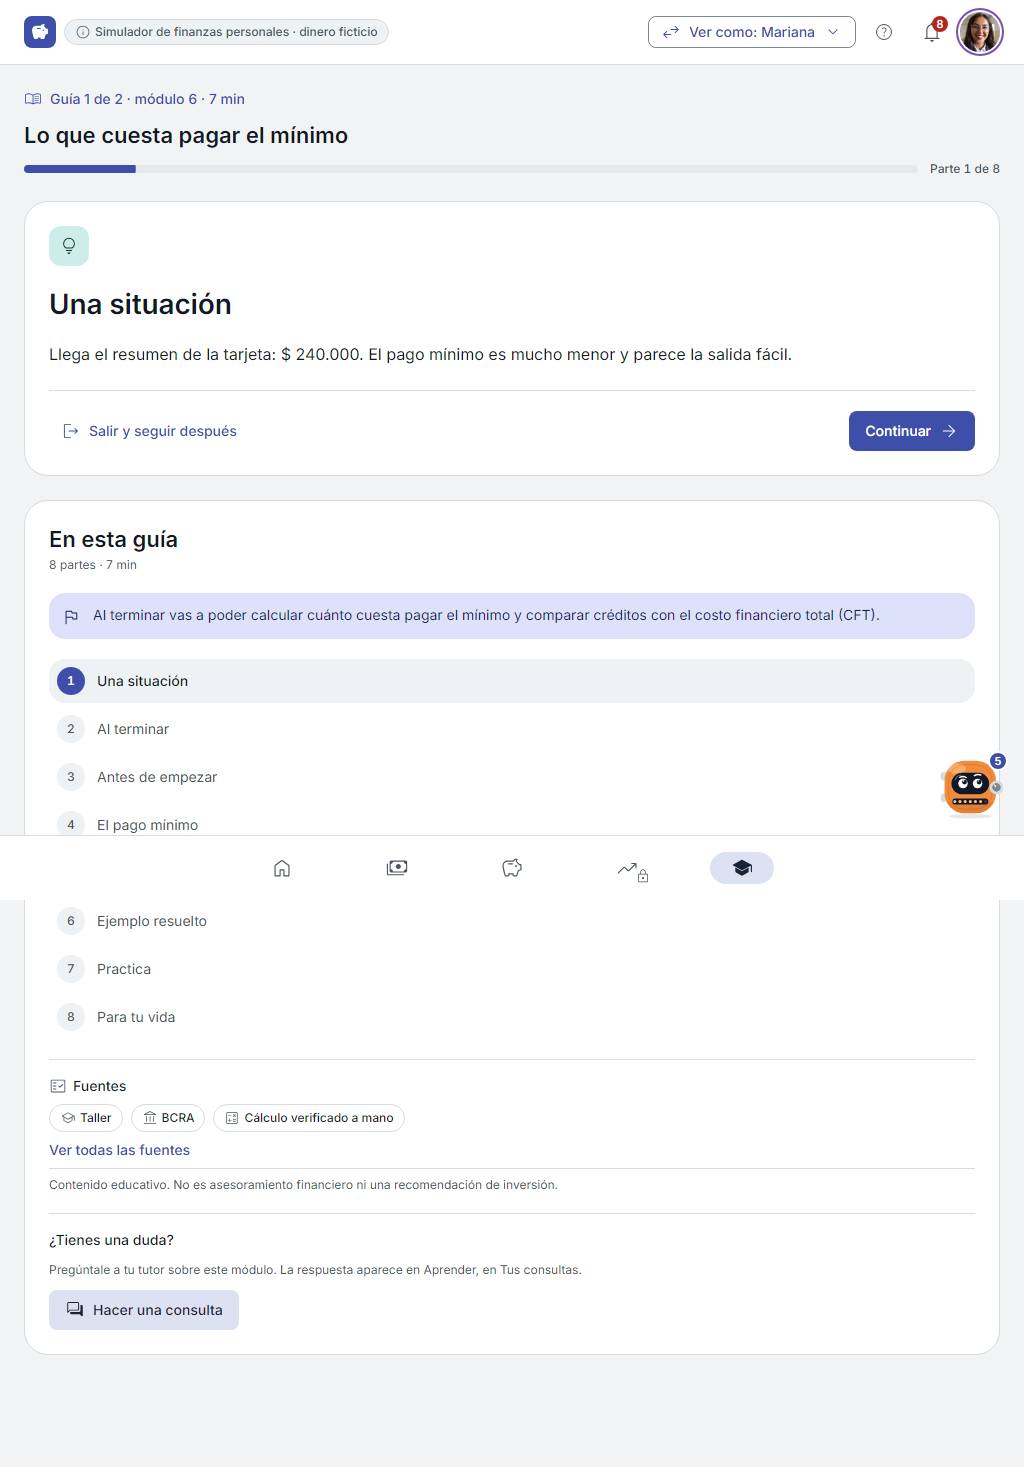 Simulador de finanzas personales · dinero ficticio
Ver como: Mariana
8
Guía 1 de 2 · módulo 6 · 7 min
Lo que cuesta pagar el mínimo
Parte 1 de 8
Una situación
Llega el resumen de la tarjeta: $ 240.000. El pago mínimo es mucho menor y parece la salida fácil.
Salir y seguir después
Continuar
En esta guía
8 partes · 7 min
Al terminar vas a poder calcular cuánto cuesta pagar el mínimo y comparar créditos con el costo financiero total (CFT).
1 Una situación
2 Al terminar
3 Antes de empezar
5
4 El pago mínimo
6 Ejemplo resuelto
7 Practica
8 Para tu vida
Fuentes
Taller
BCRA
Cálculo verificado a mano
Ver todas las fuentes
Contenido educativo. No es asesoramiento financiero ni una recomendación de inversión.
¿Tienes una duda?
Pregúntale a tu tutor sobre este módulo. La respuesta aparece en Aprender, en Tus consultas.
Hacer una consulta